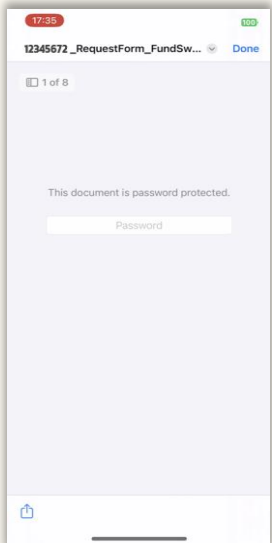 17:35
100
12345672 _RequestForm_FundSw... Done
1 of 8
This document is password protected.
Password